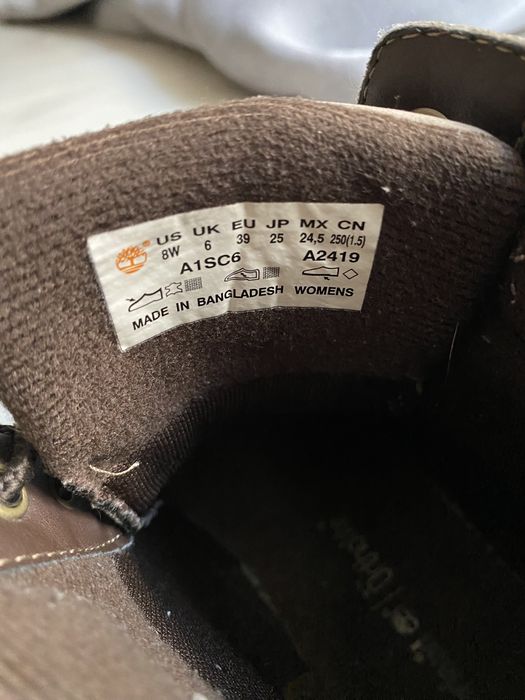 US UK EU JP MX CN
8W 6 39 25 24,5 250(1.5)
A1SC6 A2419
MADE IN BANGLADESH WOMENS